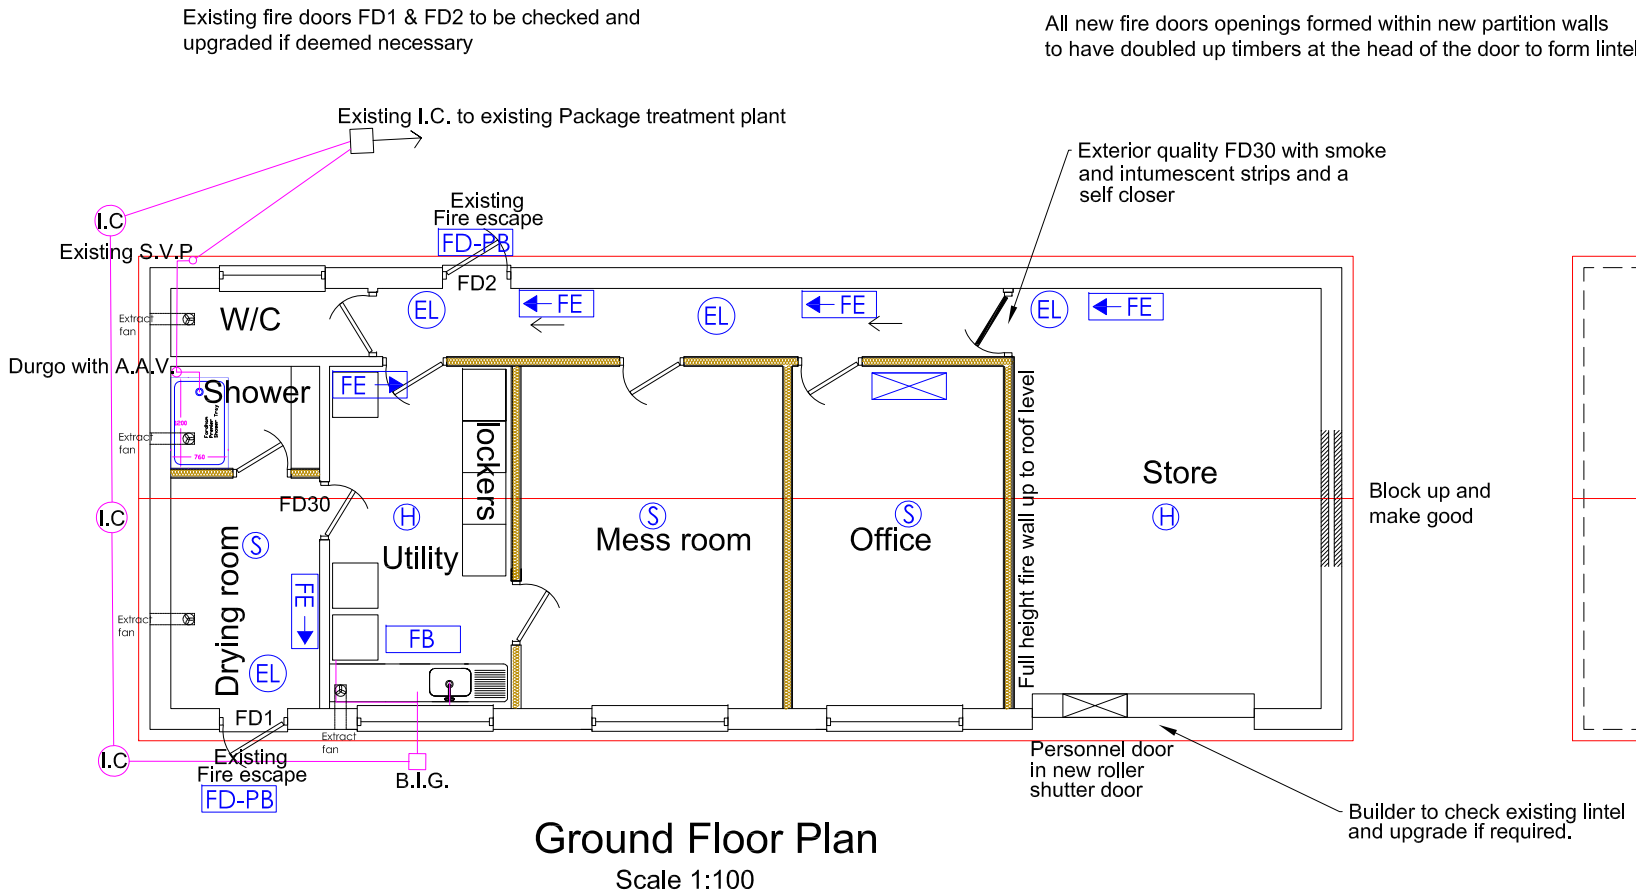 Existing fire doors FD1 & FD2 to be checked and
upgraded if deemed necessary
All new fire doors openings formed within new partition walls
to have doubled up timbers at the head of the door to form lintel
Existing I.C. to existing Package treatment plant
Exterior quality FD30 with smoke
and intumescent strips and a
self closer
Existing
Fire escape
FD-PB
FD2
I.C
Existing S.V.P
W/C
EL
FE
EL
FE
EL
FE
Extract
fan
Durgo with A.A.V.
Shower
FE
1200
Fordham
Premier
Shower Tray
760
Extract
fan
lockers
Full height fire wall up to roof level
Store
Block up and
make good
FD30
I.C
H
S
S
H
Drying room
S
Utility
Mess room
Office
FE
Extract
fan
FB
EL
FD1
Extract
fan
I.C
Existing
Fire escape
FD-PB
B.I.G.
Personnel door
in new roller
shutter door
Builder to check existing lintel
and upgrade if required.
Ground Floor Plan
Scale 1:100